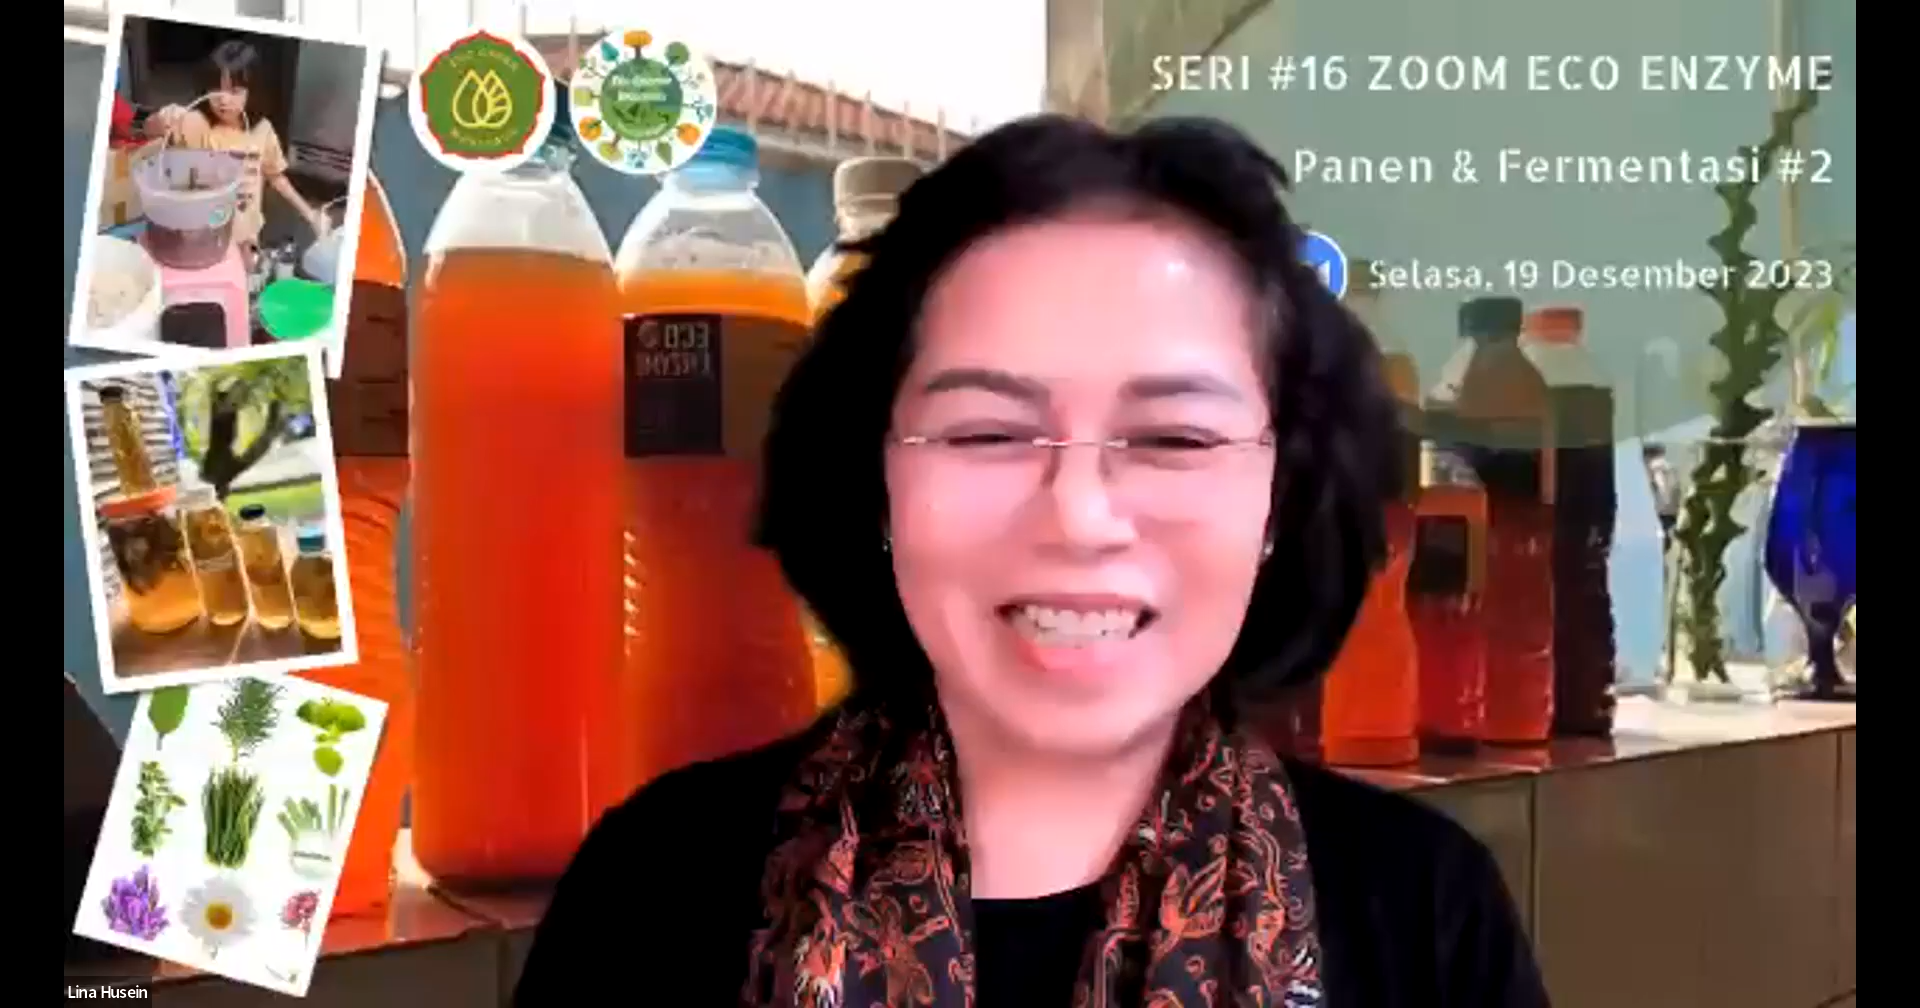 SERI #16 ZOOM ECO ENZYME
Panen & Fermentasi #2
Selasa, 19 Desember 2023
Lina Husein